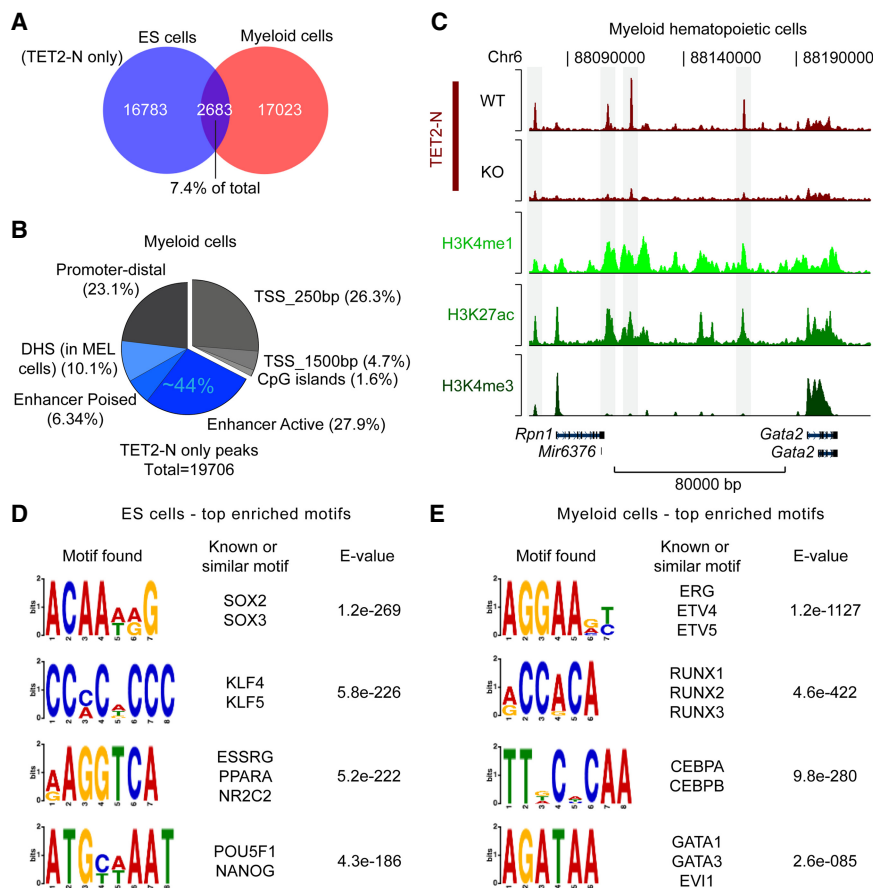 A
ES cells
Myeloid cells
(TET2-N only)
16783
2683
17023
7.4% of total
B
Myeloid cells
Promoter-distal
(23.1%)
TSS_250bp (26.3%)
DHS (in MEL
cells) (10.1%)
TSS_1500bp (4.7%)
CpG islands (1.6%)
Enhancer Poised
(6.34%)
~44%
Enhancer Active (27.9%)
TET2-N only peaks
Total=19706
C
Myeloid hematopoietic cells
Chr6
88090000
88140000
88190000
TET2-N
WT
KO
H3K4me1
H3K27ac
H3K4me3
Rpn1
Gata2
Mir6376
Gata2
80000 bp
D
ES cells - top enriched motifs
Motif found
Known or
similar motif
E-value
SOX2
SOX3
1.2e-269
KLF4
KLF5
5.8e-226
ESSRG
PPARA
NR2C2
5.2e-222
POU5F1
NANOG
4.3e-186
E
Myeloid cells - top enriched motifs
Motif found
Known or
similar motif
E-value
ERG
ETV4
ETV5
1.2e-1127
RUNX1
RUNX2
RUNX3
4.6e-422
CEBPA
CEBPB
9.8e-280
GATA1
GATA3
EVI1
2.6e-085